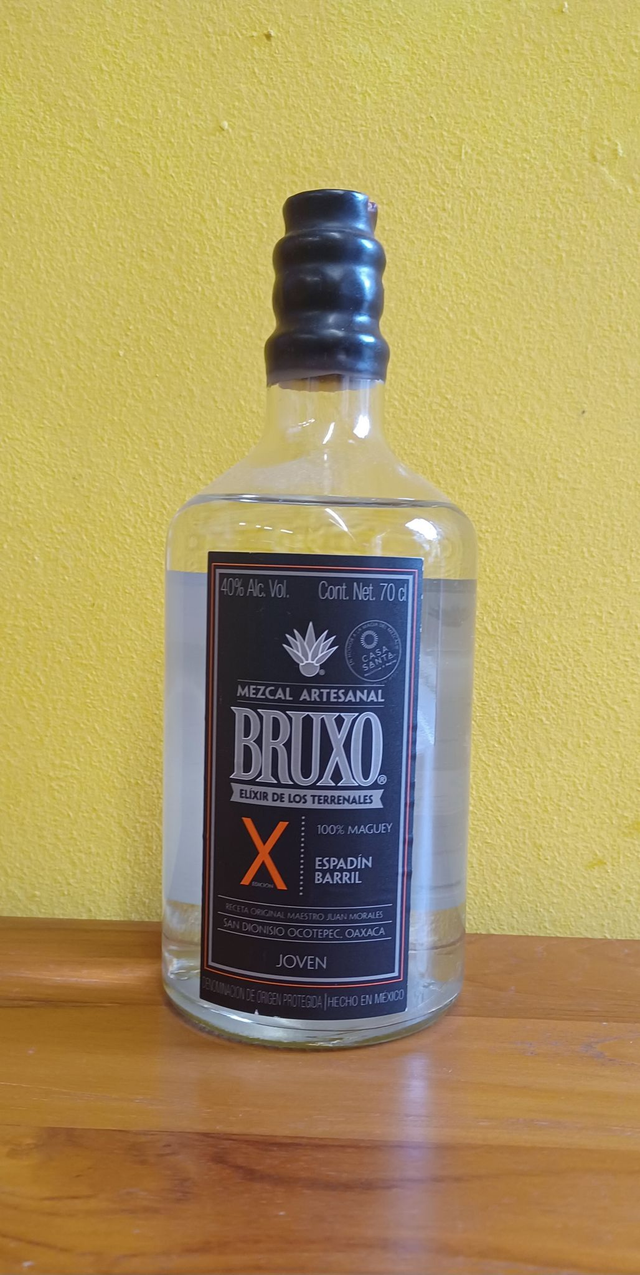 40% Alc. Vol. Cont. Net. 70 cl
CASA
SANTA
MEZCAL ARTESANAL
BRUXO®
ELIXIR DE LOS TERRENALES
X
EDICIÓN
100% MAGUEY
ESPADÍN
BARRIL
RECETA ORIGINAL MAESTRO JUAN MORALES
SAN DIONISIO OCOTEPEC, OAXACA
JOVEN
DENOMINACIÓN DE ORIGEN PROTEGIDA | HECHO EN MÉXICO